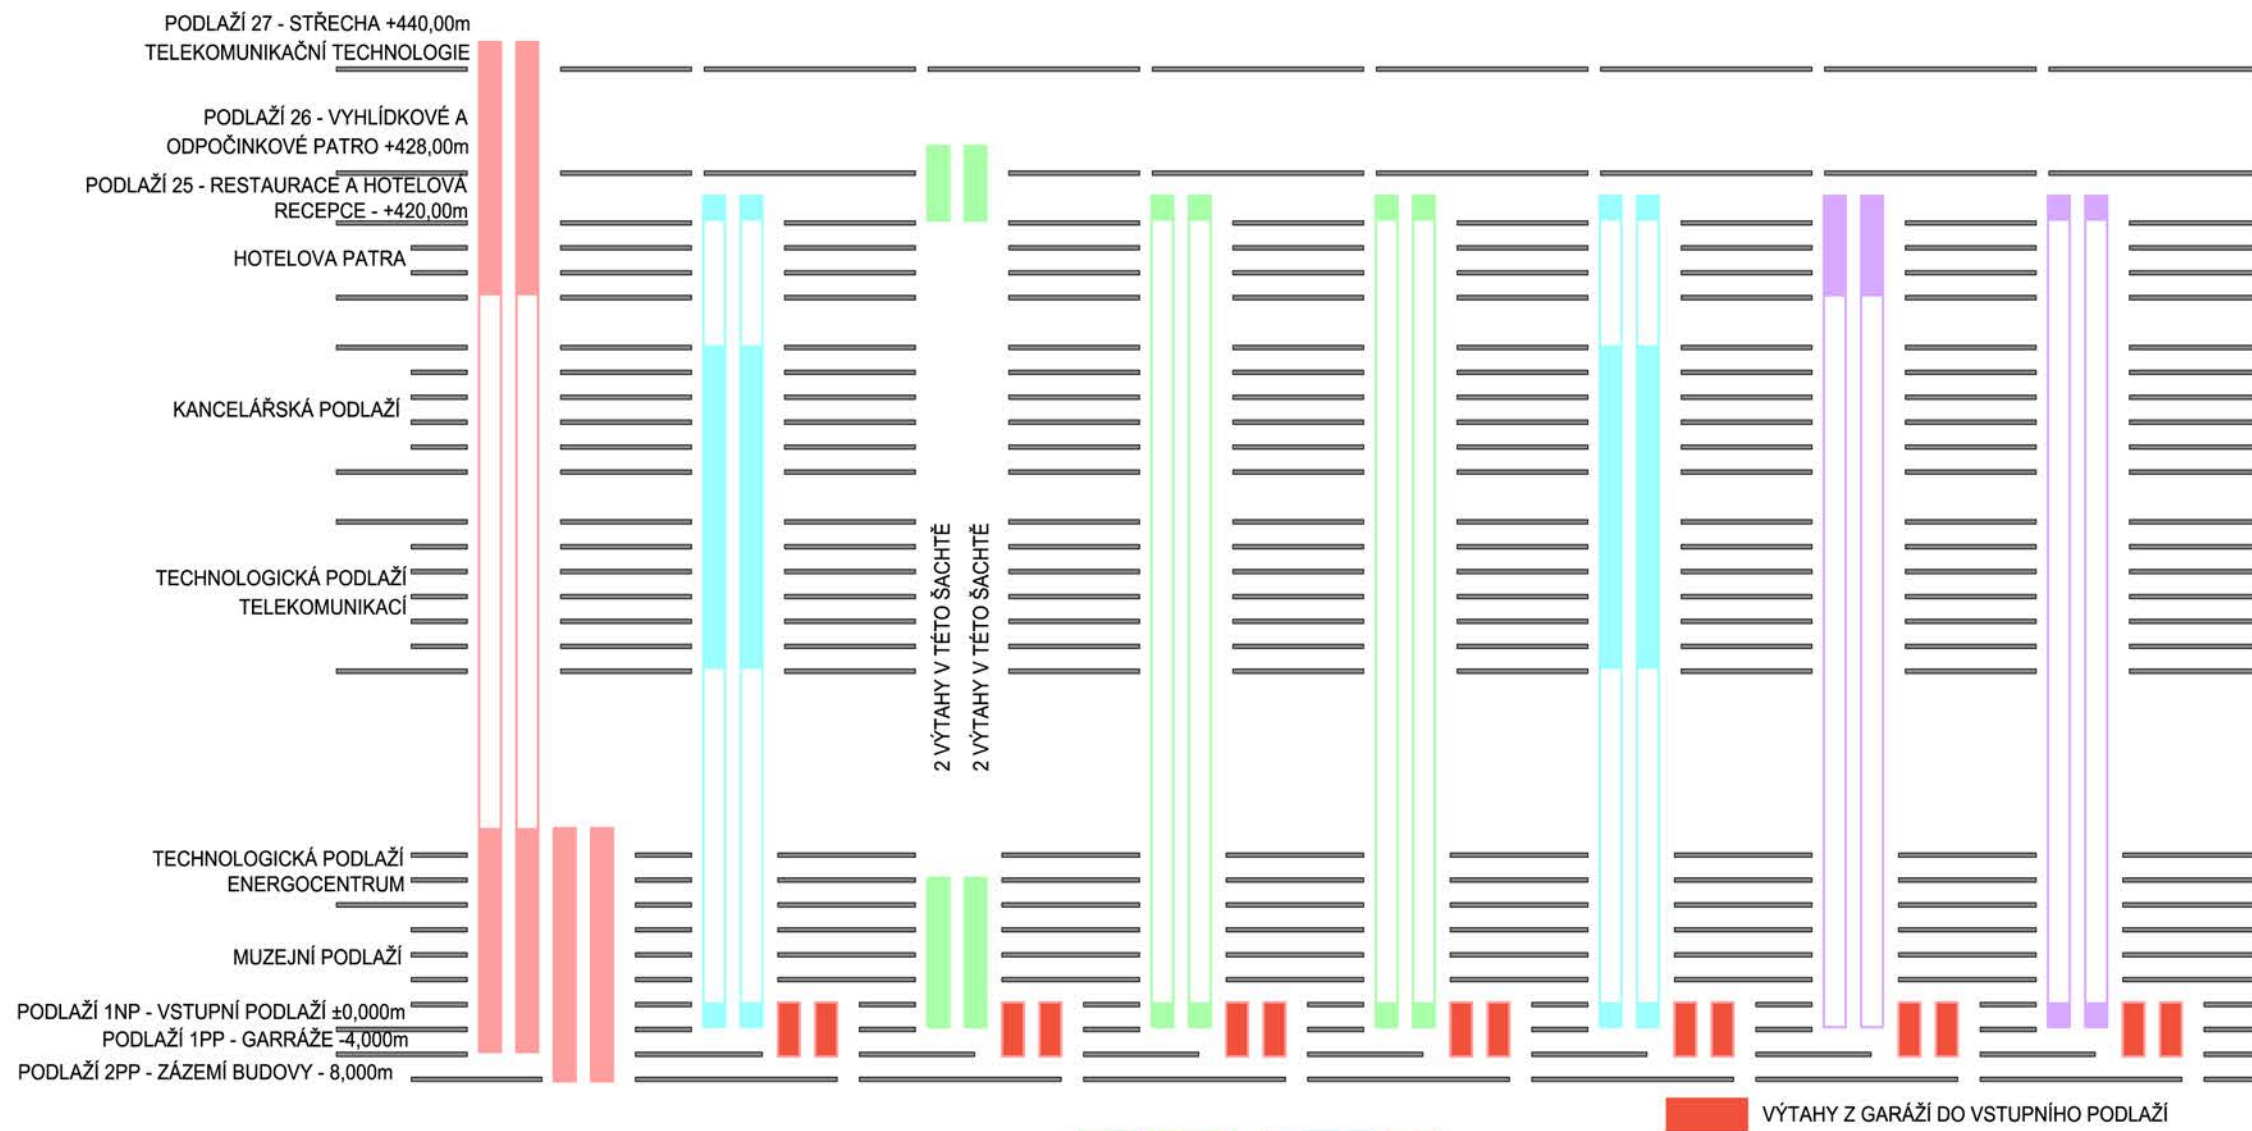 PODLAŽÍ 27 - STŘECHA +440,00m
TELEKOMUNIKAČNÍ TECHNOLOGIE
PODLAŽÍ 26 - VYHLÍDKOVÉ A
ODPOČINKOVÉ PATRO +428,00m
PODLAŽÍ 25 - RESTAURACE A HOTELOVÁ
RECEPCE - +420,00m
HOTELOVA PATRA
KANCELÁŘSKÁ PODLAŽÍ
TECHNOLOGICKÁ PODLAŽÍ
TELEKOMUNIKACÍ
2 VÝTAHY V TÉTO ŠACHTĚ
2 VÝTAHY V TÉTO ŠACHTĚ
TECHNOLOGICKÁ PODLAŽÍ
ENERGOCENTRUM
MUZEJNÍ PODLAŽÍ
PODLAŽÍ 1NP - VSTUPNÍ PODLAŽÍ ±0,000m
PODLAŽÍ 1PP - GARRÁŽE -4,000m
PODLAŽÍ 2PP - ZÁZEMÍ BUDOVY - 8,000m
VÝTAHY Z GARÁŽÍ DO VSTUPNÍHO PODLAŽÍ